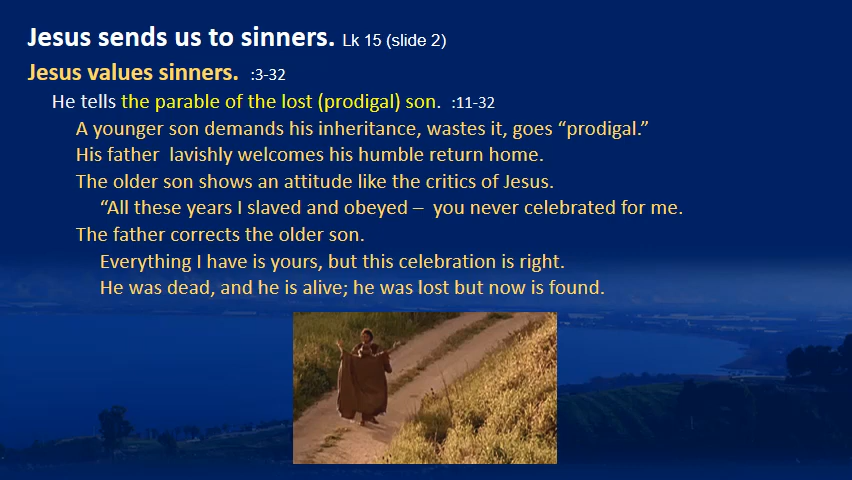 Jesus sends us to sinners. Lk 15 (slide 2)
Jesus values sinners. :3-32
He tells the parable of the lost (prodigal) son. :11-32
A younger son demands his inheritance, wastes it, goes “prodigal.”
His father lavishly welcomes his humble return home.
The older son shows an attitude like the critics of Jesus.
“All these years I slaved and obeyed – you never celebrated for me.
The father corrects the older son.
Everything I have is yours, but this celebration is right.
He was dead, and he is alive; he was lost but now is found.